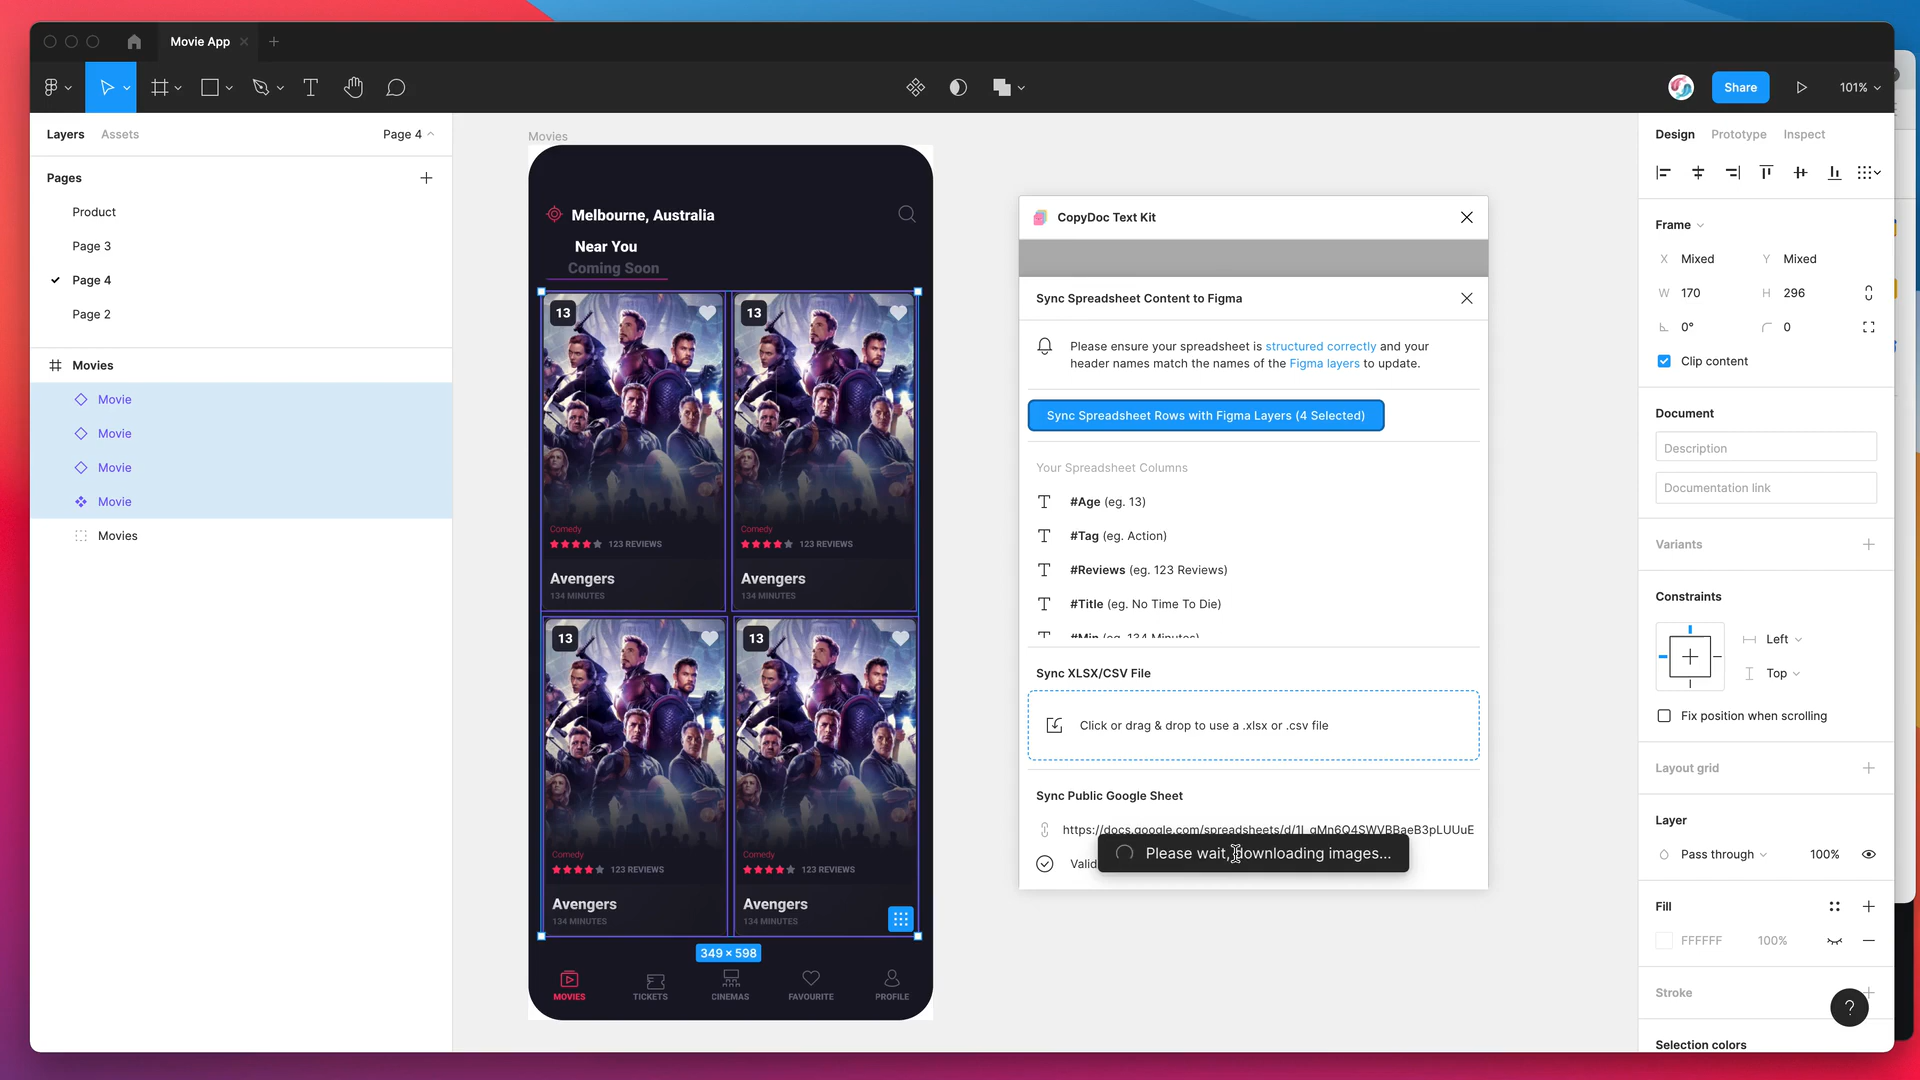 Movie App
Share
101%
Layers
Assets
Page 4
Pages
Product
Page 3
Page 4
Page 2
Movies
Movie
Movie
Movie
Movie
Movies
Movies
Melbourne, Australia
Near You
Coming Soon
13
13
Comedy
123 REVIEWS
Comedy
123 REVIEWS
Avengers
134 MINUTES
Avengers
134 MINUTES
13
13
Comedy
123 REVIEWS
Comedy
123 REVIEWS
Avengers
134 MINUTES
Avengers
134 MINUTES
349 × 598
MOVIES
TICKETS
CINEMAS
FAVOURITE
PROFILE
CopyDoc Text Kit
Sync Spreadsheet Content to Figma
Please ensure your spreadsheet is structured correctly and your
header names match the names of the Figma layers to update.
Sync Spreadsheet Rows with Figma Layers (4 Selected)
Your Spreadsheet Columns
#Age (eg. 13)
#Tag (eg. Action)
#Reviews (eg. 123 Reviews)
#Title (eg. No Time To Die)
#Min (eg. 134 Minutes)
Sync XLSX/CSV File
Click or drag & drop to use a .xlsx or .csv file
Sync Public Google Sheet
Valid
Please wait, downloading images...
Design
Prototype
Inspect
Frame
X Mixed
Y Mixed
W 170
H 296
0°
0
Clip content
Document
Description
Documentation link
Variants
Constraints
Left
Top
Fix position when scrolling
Layout grid
Layer
Pass through
100%
Fill
FFFFFF
100%
Stroke
?
Selection colors